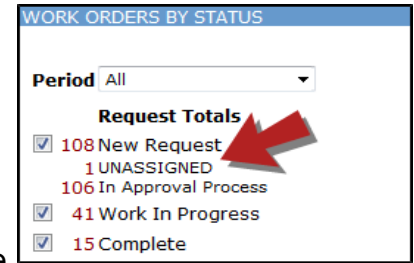 WORK ORDERS BY STATUS
Period All
Request Totals
108 New Request
1 UNASSIGNED
106 In Approval Process
41 Work In Progress
15 Complete